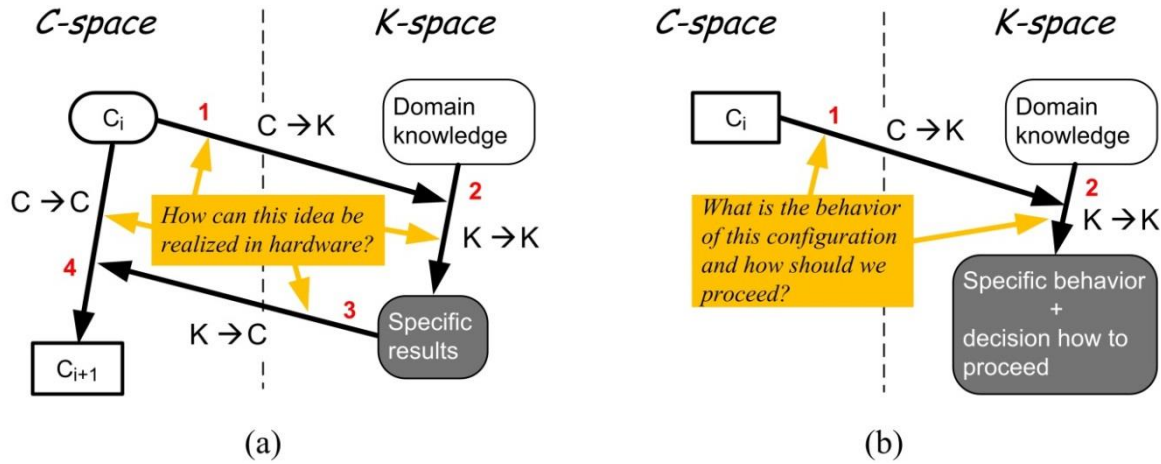 C-space
K-space
C-space
K-space
1
C → K
Domain
knowledge
Cᵢ
2
C → C
How can this idea be
realized in hardware?
K → K
4
3
K → C
Specific
results
Cᵢ₊₁
(a)
Cᵢ
1
C → K
Domain
knowledge
2
What is the behavior
of this configuration
and how should we
proceed?
K → K
Specific behavior
+
decision how to
proceed
(b)